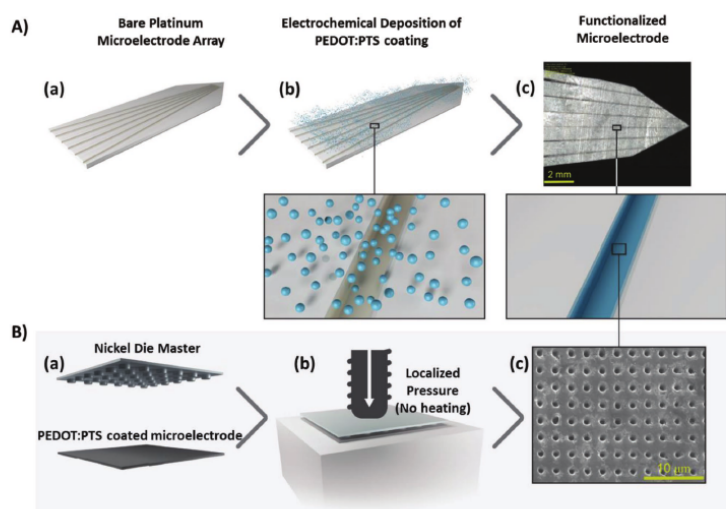 A)
Bare Platinum
Microelectrode Array
Electrochemical Deposition of
PEDOT:PTS coating
Functionalized
Microelectrode
(a)
(b)
(c)
2 mm
B)
(a)
Nickel Die Master
PEDOT:PTS coated microelectrode
(b)
Localized
Pressure
(No heating)
(c)
10 µm